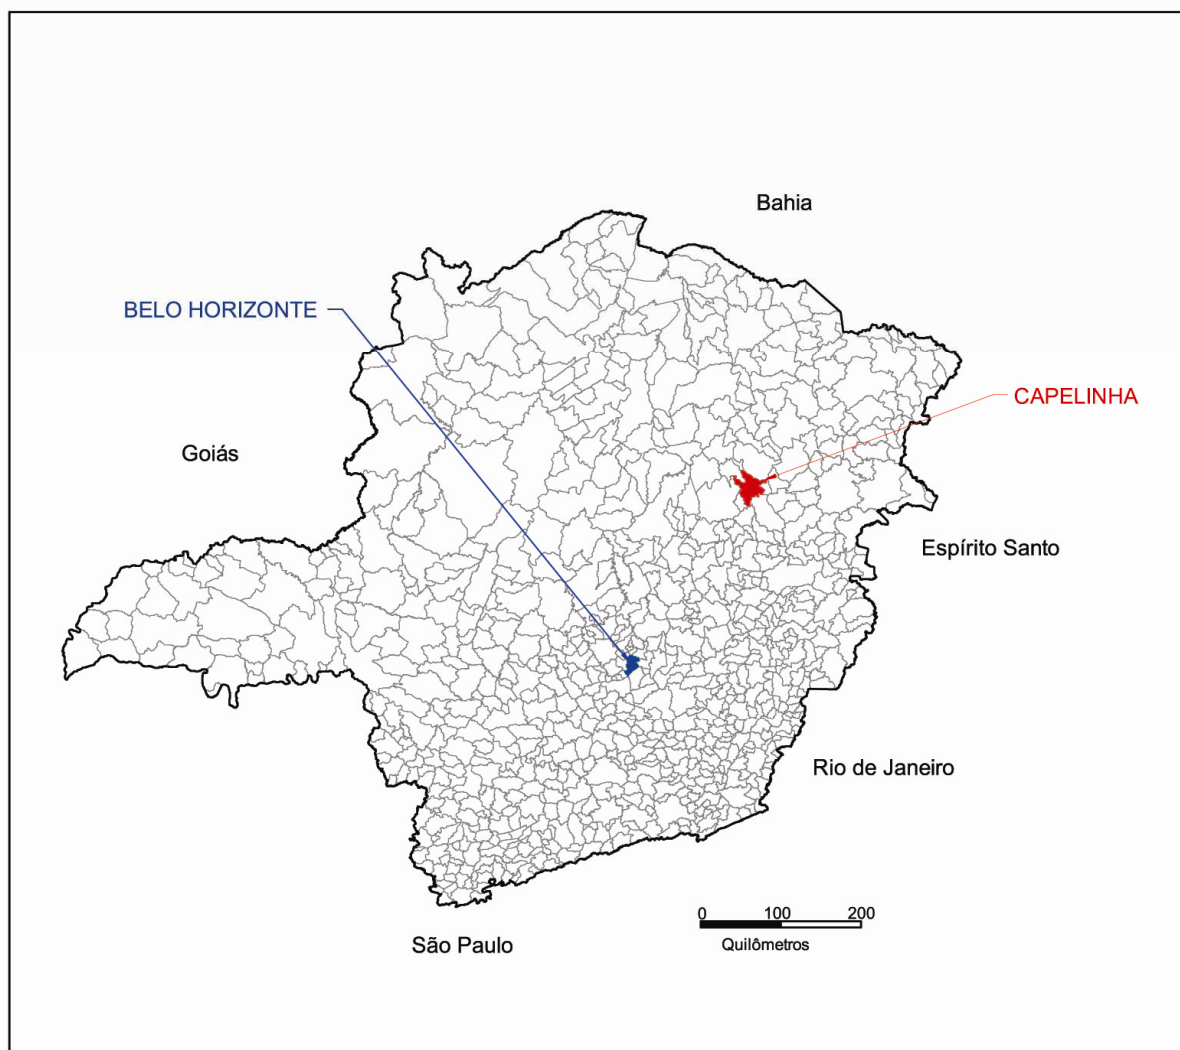 Bahia
BELO HORIZONTE
CAPELINHA
Goiás
Espírito Santo
Rio de Janeiro
0 100 200
Quilômetros
São Paulo